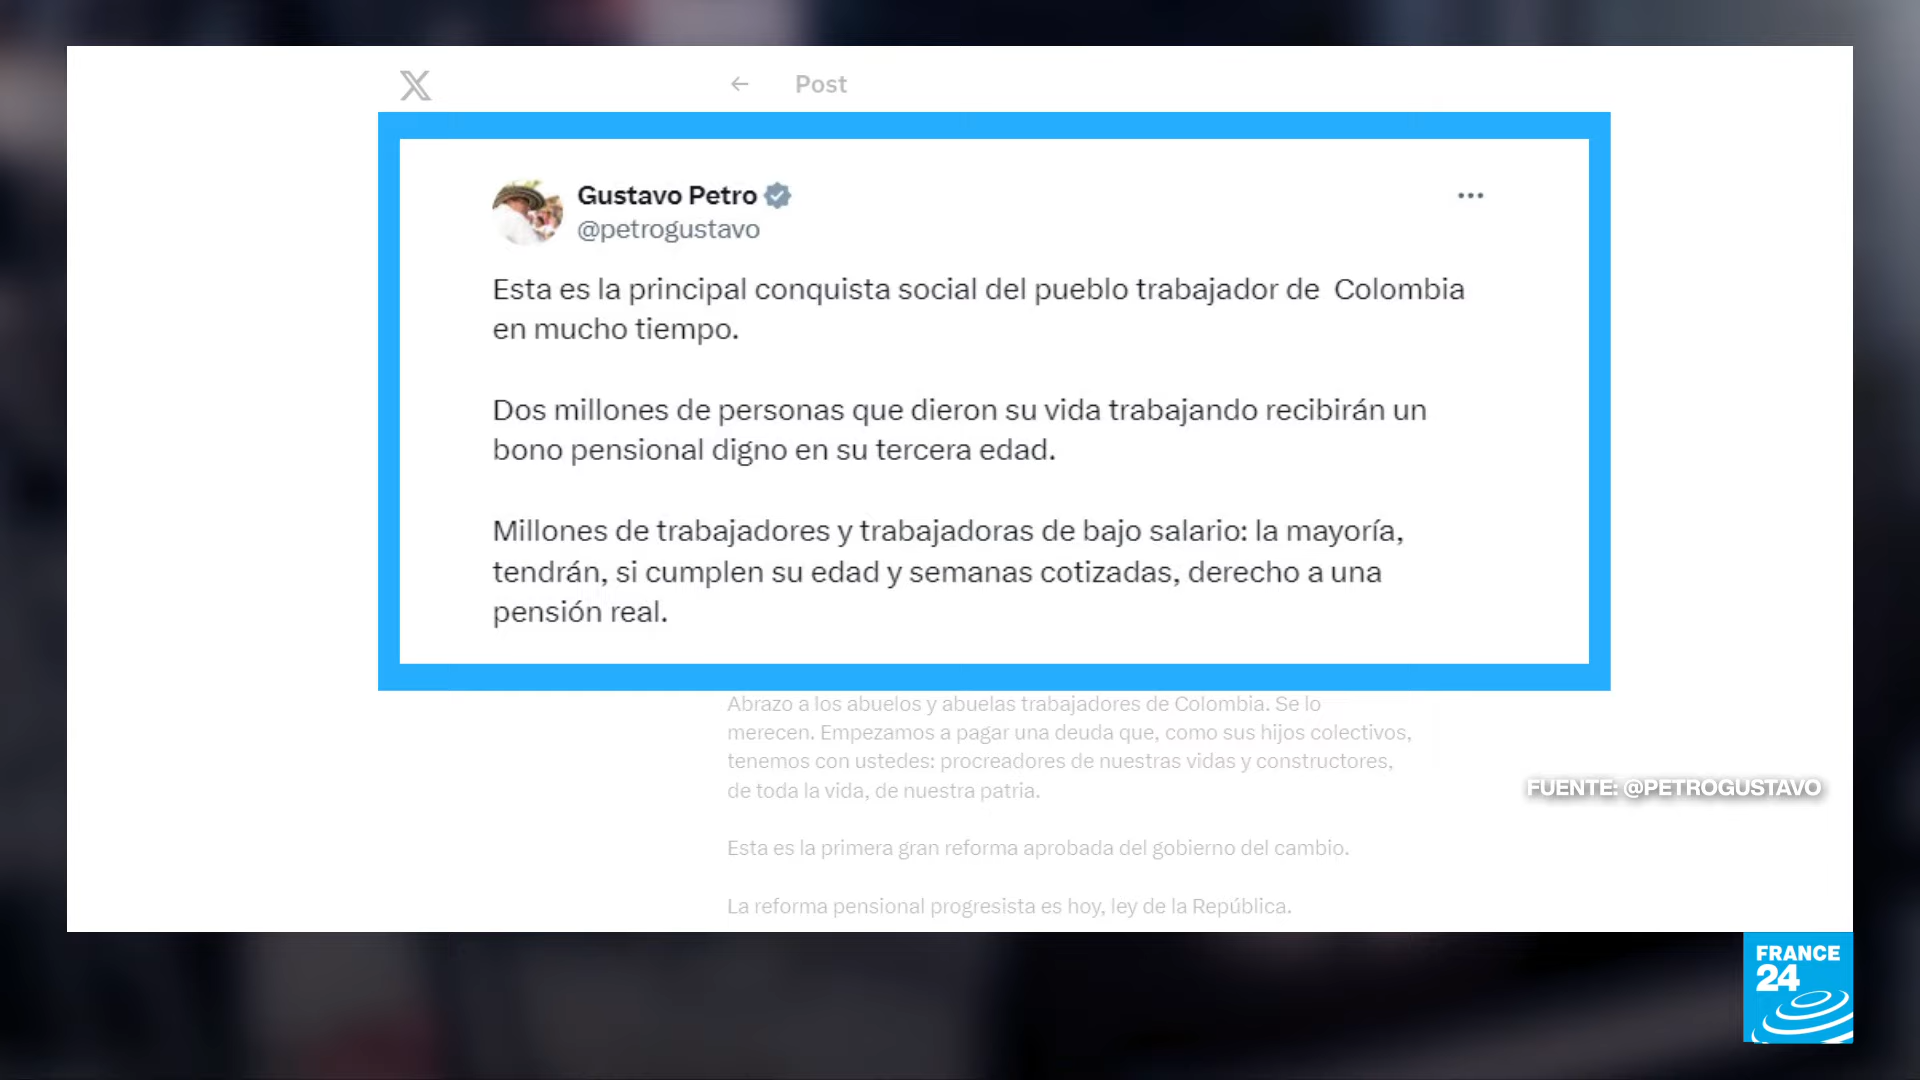 X
← Post
Gustavo Petro
@petrogustavo
...
Esta es la principal conquista social del pueblo trabajador de Colombia
en mucho tiempo.
Dos millones de personas que dieron su vida trabajando recibirán un
bono pensional digno en su tercera edad.
Millones de trabajadores y trabajadoras de bajo salario: la mayoría,
tendrán, si cumplen su edad y semanas cotizadas, derecho a una
pensión real.
Abrazo a los abuelos y abuelas trabajadores de Colombia. Se lo
merecen. Empezamos a pagar una deuda que, como sus hijos colectivos,
tenemos con ustedes: procreadores de nuestras vidas y constructores,
de toda la vida, de nuestra patria.
FUENTE: @PETROGUSTAVO
Esta es la primera gran reforma aprobada del gobierno del cambio.
La reforma pensional progresista es hoy, ley de la República.
FRANCE
24